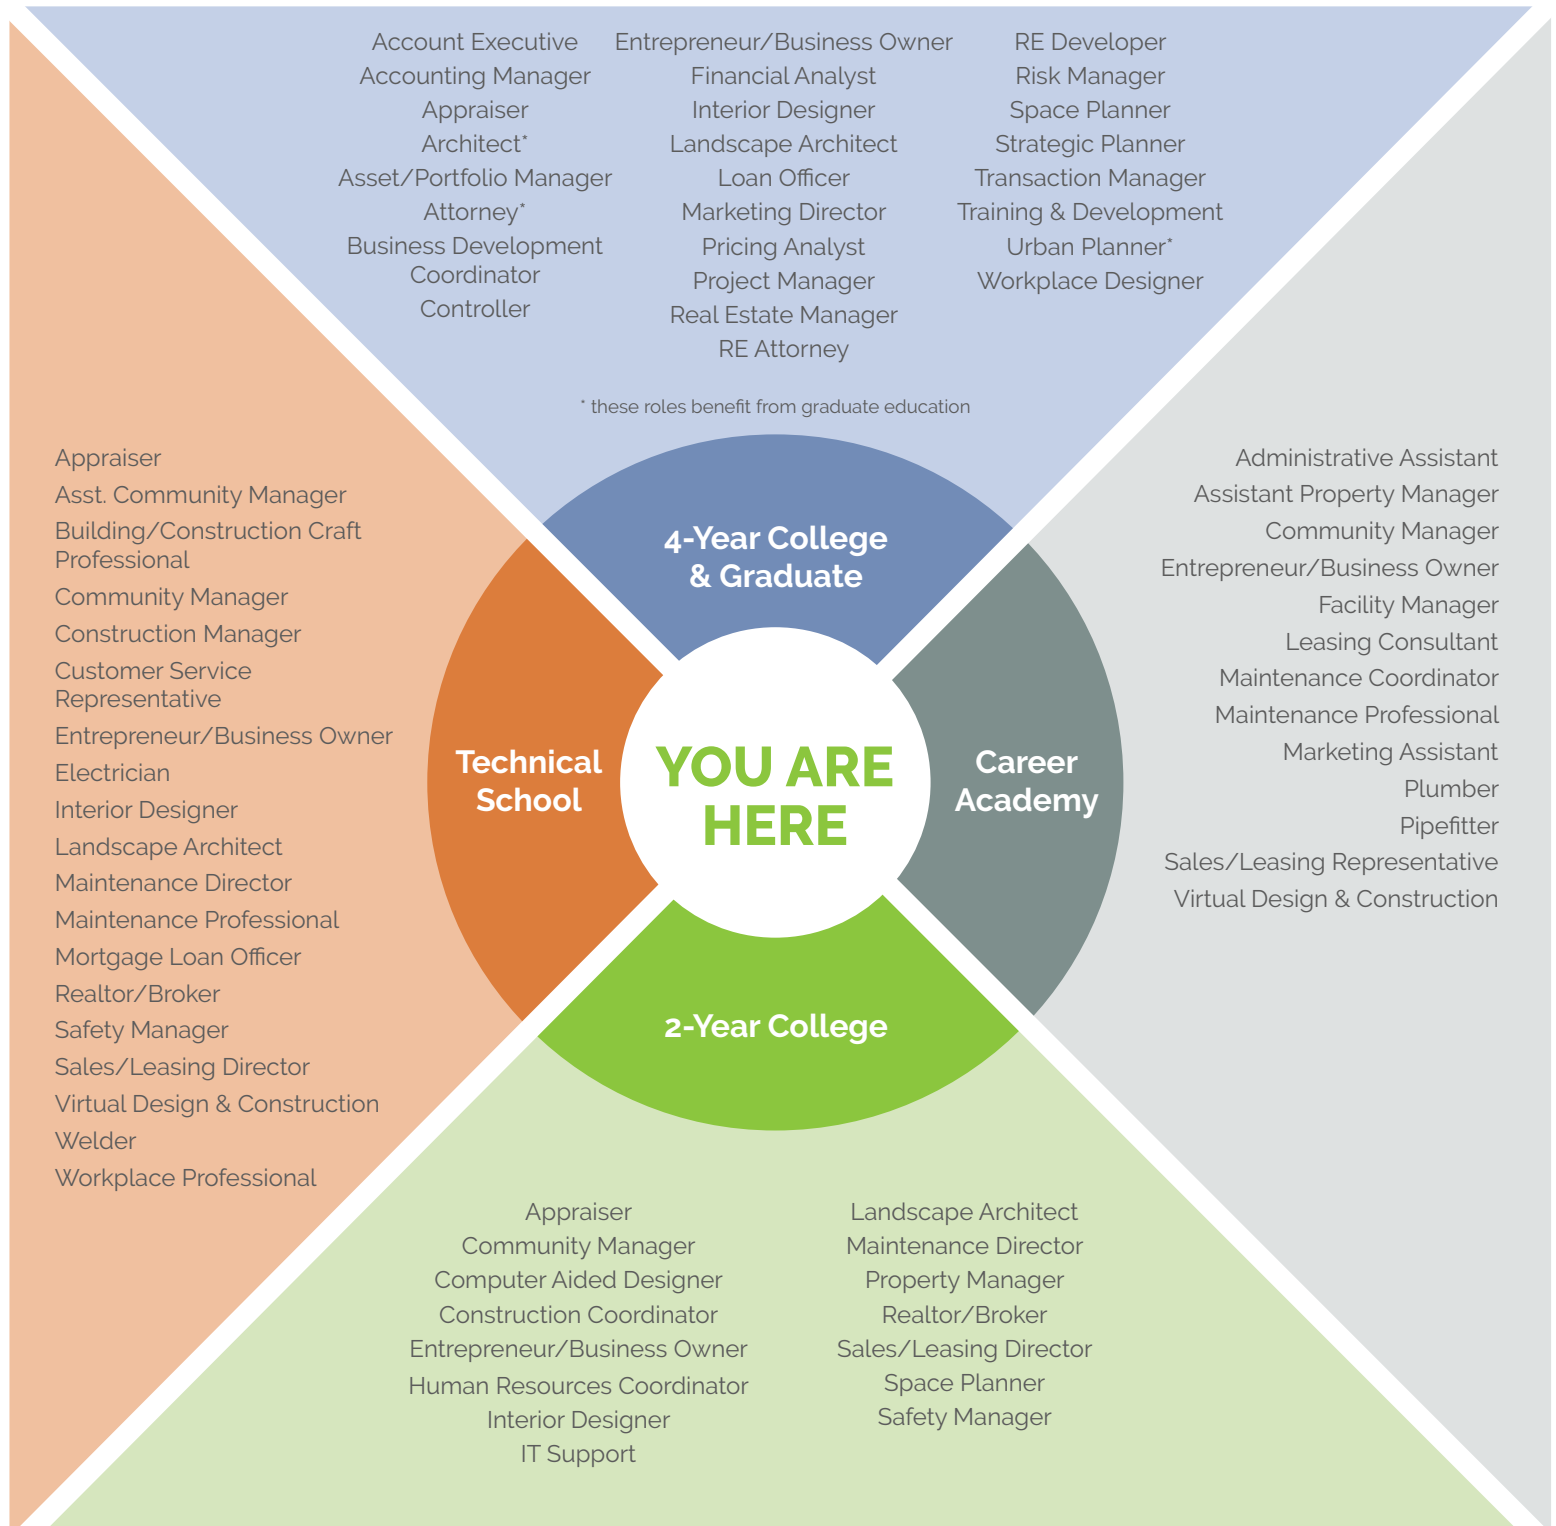 Account Executive
Accounting Manager
Appraiser
Architect*
Asset/Portfolio Manager
Attorney*
Business Development
Coordinator
Controller
Entrepreneur/Business Owner
Financial Analyst
Interior Designer
Landscape Architect
Loan Officer
Marketing Director
Pricing Analyst
Project Manager
Real Estate Manager
RE Attorney
RE Developer
Risk Manager
Space Planner
Strategic Planner
Transaction Manager
Training & Development
Urban Planner*
Workplace Designer
* these roles benefit from graduate education
4-Year College
& Graduate
Appraiser
Asst. Community Manager
Building/Construction Craft
Professional
Community Manager
Construction Manager
Customer Service
Representative
Entrepreneur/Business Owner
Electrician
Interior Designer
Landscape Architect
Maintenance Director
Maintenance Professional
Mortgage Loan Officer
Realtor/Broker
Safety Manager
Sales/Leasing Director
Virtual Design & Construction
Welder
Workplace Professional
Technical
School
YOU ARE
HERE
Career
Academy
Administrative Assistant
Assistant Property Manager
Community Manager
Entrepreneur/Business Owner
Facility Manager
Leasing Consultant
Maintenance Coordinator
Maintenance Professional
Marketing Assistant
Plumber
Pipefitter
Sales/Leasing Representative
Virtual Design & Construction
2-Year College
Appraiser
Community Manager
Computer Aided Designer
Construction Coordinator
Entrepreneur/Business Owner
Human Resources Coordinator
Interior Designer
IT Support
Landscape Architect
Maintenance Director
Property Manager
Realtor/Broker
Sales/Leasing Director
Space Planner
Safety Manager